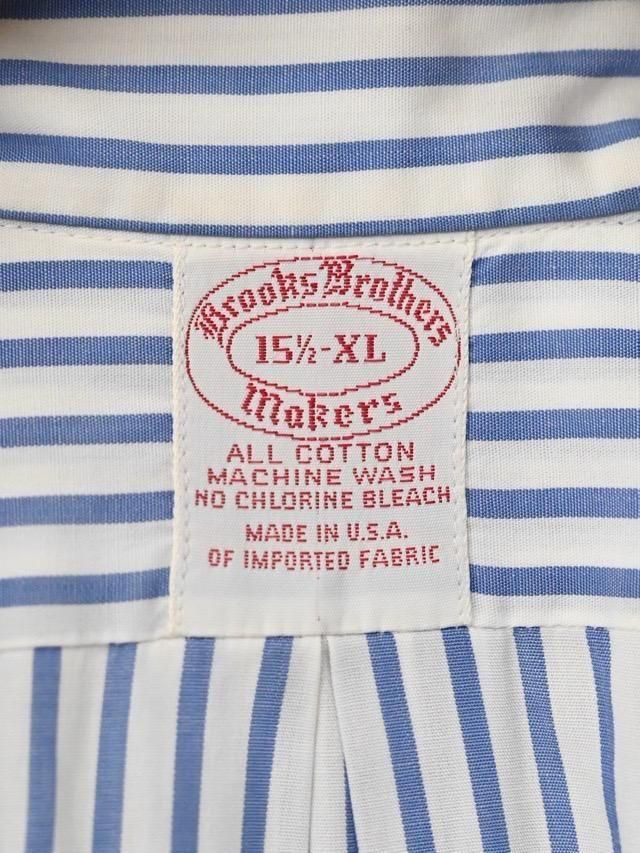 Brooks Brothers
15½-XL
Makers
ALL COTTON
MACHINE WASH
NO CHLORINE BLEACH
MADE IN U.S.A.
OF IMPORTED FABRIC